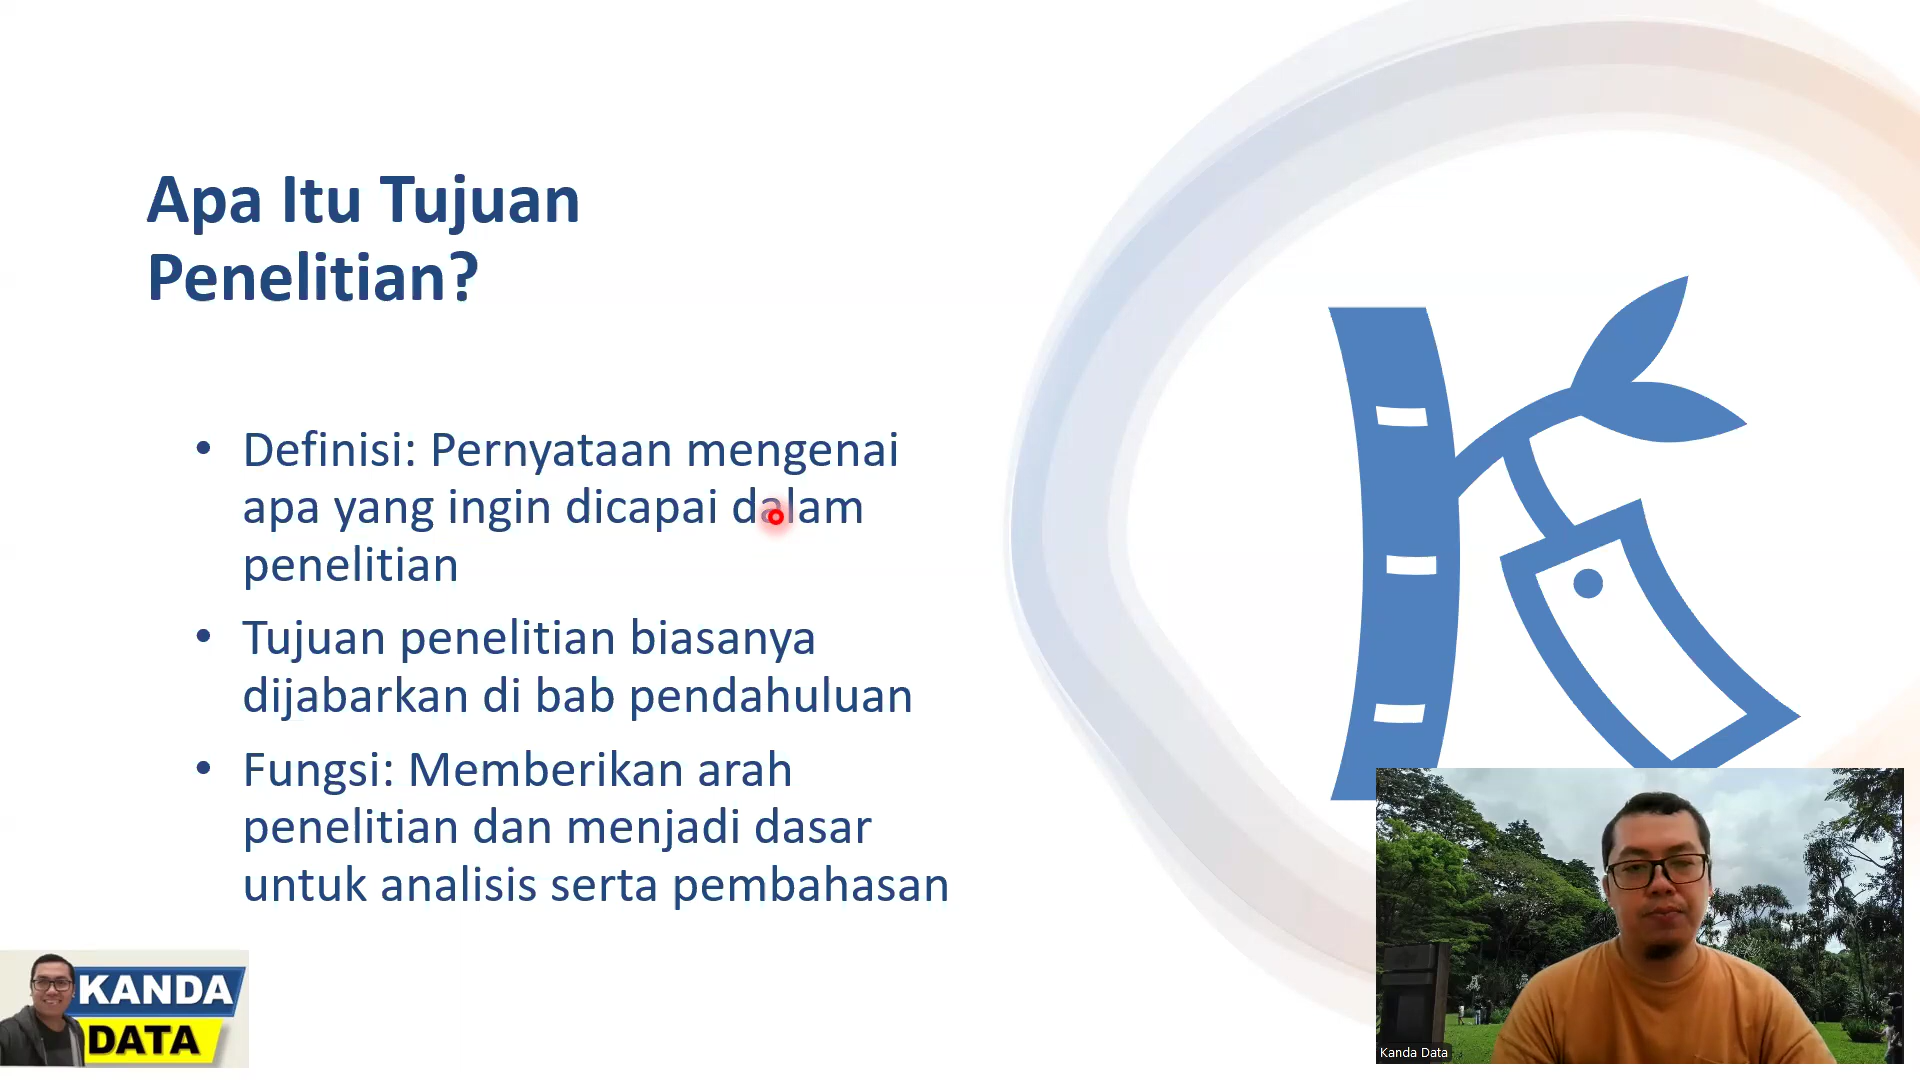 Apa Itu Tujuan
Penelitian?
• Definisi: Pernyataan mengenai
apa yang ingin dicapai dalam
penelitian
• Tujuan penelitian biasanya
dijabarkan di bab pendahuluan
• Fungsi: Memberikan arah
penelitian dan menjadi dasar
untuk analisis serta pembahasan
KANDA
DATA
Kanda Data